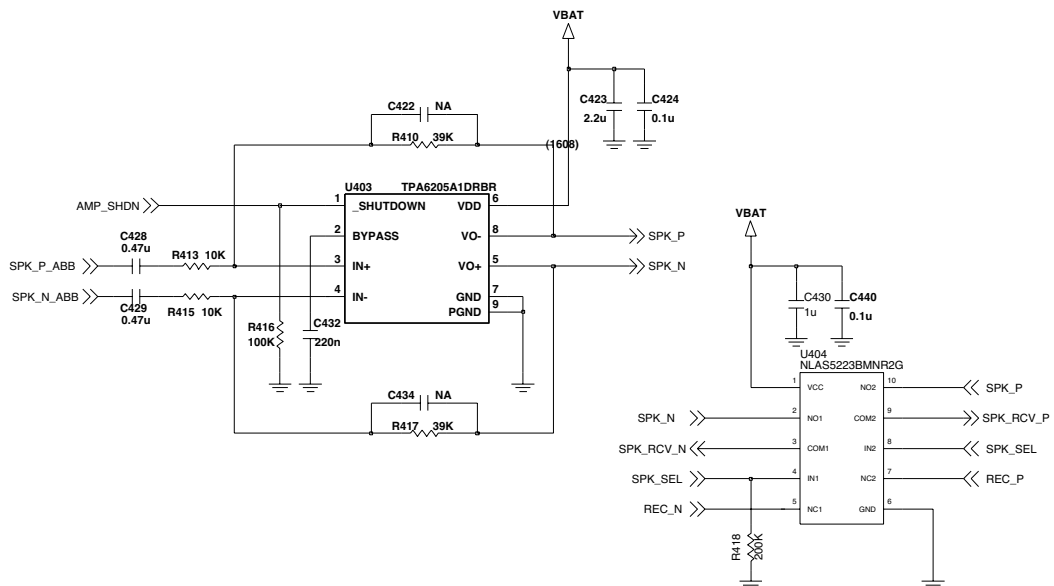 VBAT
C423
2.2u
C424
0.1u
C422 NA
R410 39K
(1608)
U403 TPA6205A1DRBR
AMP_SHDN
1 _SHUTDOWN VDD 6
2 BYPASS VO- 8
3 IN+ VO+ 5
4 IN- GND 7
PGND 9
SPK_P
SPK_N
C428
0.47u
R413 10K
SPK_P_ABB
SPK_N_ABB
C429
0.47u
R415 10K
R416
100K
C432
220n
C434 NA
R417 39K
VBAT
C430
1u
C440
0.1u
U404
NLAS5223BMNR2G
1 VCC NO2 10
2 NO1 COM2 9
3 COM1 IN2 8
4 IN1 NC2 7
5 NC1 GND 6
SPK_N
SPK_RCV_N
SPK_SEL
REC_N
SPK_P
SPK_RCV_P
SPK_SEL
REC_P
R418
200K